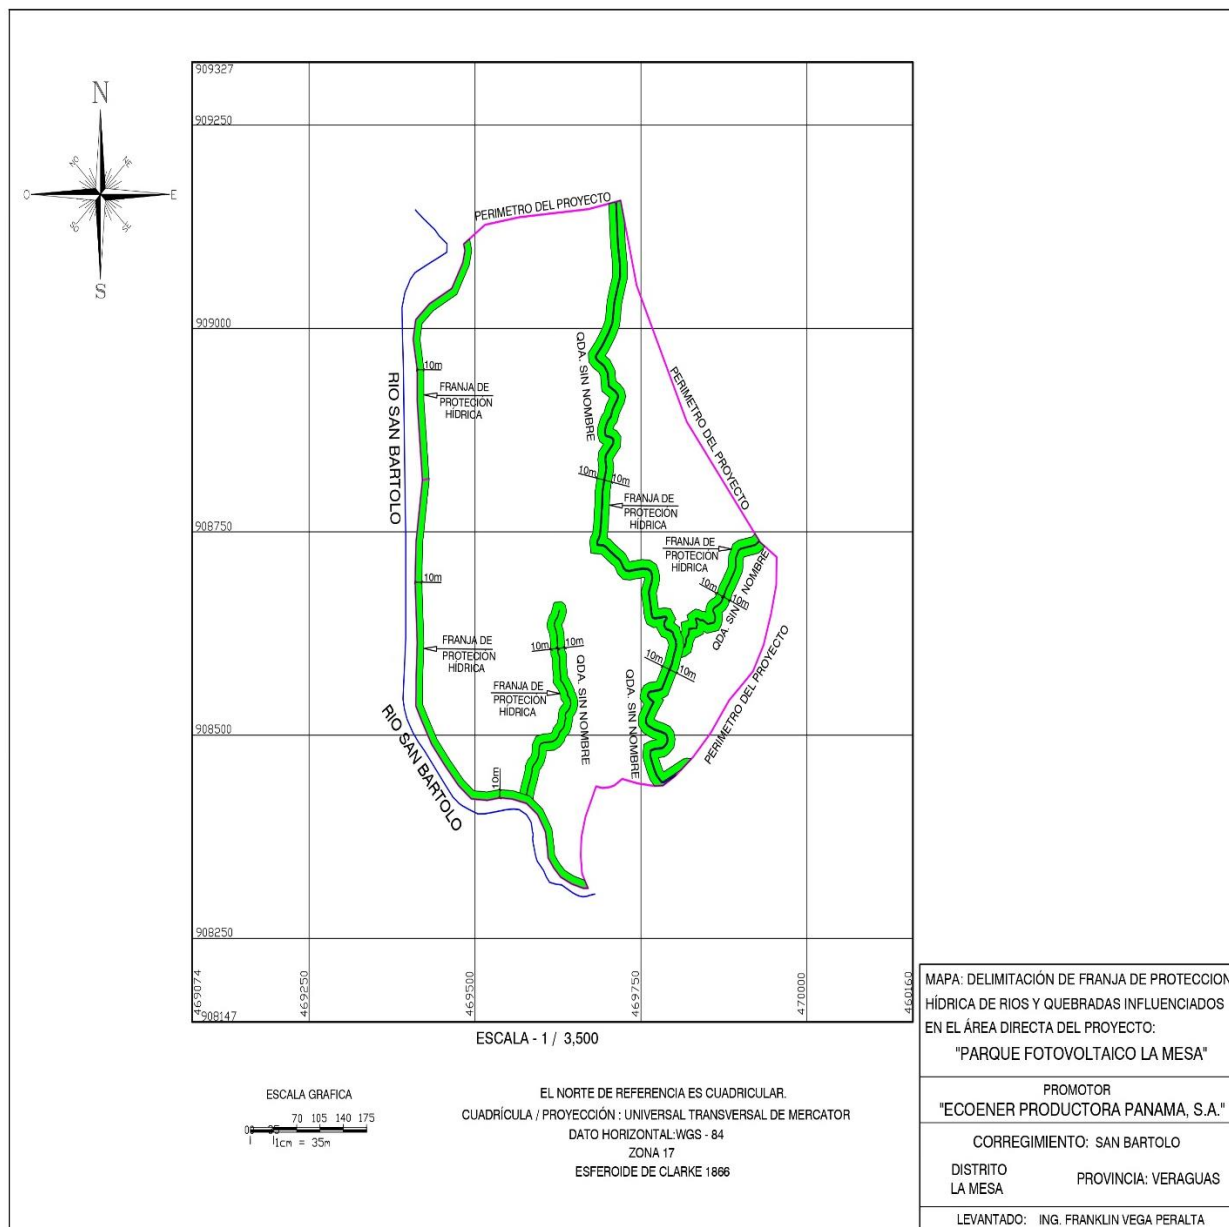 909327
909250
N
NO
NE
O
E
SO
SE
S
PERIMETRO DEL PROYECTO
909000
QDA. SIN NOMBRE
10m
PERIMETRO DEL PROYECTO
RIO SAN BARTOLO
FRANJA DE
PROTECIÓN
HÍDRICA
10m
10m
FRANJA DE
PROTECIÓN
HÍDRICA
908750
FRANJA DE
PROTECIÓN
HÍDRICA
10m
10m
10m
QDA. SIN NOMBRE
FRANJA DE
PROTECIÓN
HÍDRICA
10m
10m
QDA. SIN NOMBRE
10m
10m
QDA. SIN NOMBRE
PERIMETRO DEL PROYECTO
FRANJA DE
PROTECIÓN
HÍDRICA
908500
RIO SAN BARTOLO
10m
908250
469074
469250
469500
469750
470000
460160
908147
ESCALA - 1 / 3,500
MAPA: DELIMITACIÓN DE FRANJA DE PROTECCION
HÍDRICA DE RIOS Y QUEBRADAS INFLUENCIADOS
EN EL ÁREA DIRECTA DEL PROYECTO:
"PARQUE FOTOVOLTAICO LA MESA"
PROMOTOR
"ECOENER PRODUCTORA PANAMA, S.A."
CORREGIMIENTO: SAN BARTOLO
DISTRITO
LA MESA
PROVINCIA: VERAGUAS
LEVANTADO: ING. FRANKLIN VEGA PERALTA
ESCALA GRAFICA
70 105 140 175
1cm = 35m
EL NORTE DE REFERENCIA ES CUADRICULAR.
CUADRÍCULA / PROYECCIÓN : UNIVERSAL TRANSVERSAL DE MERCATOR
DATO HORIZONTAL:WGS - 84
ZONA 17
ESFEROIDE DE CLARKE 1866